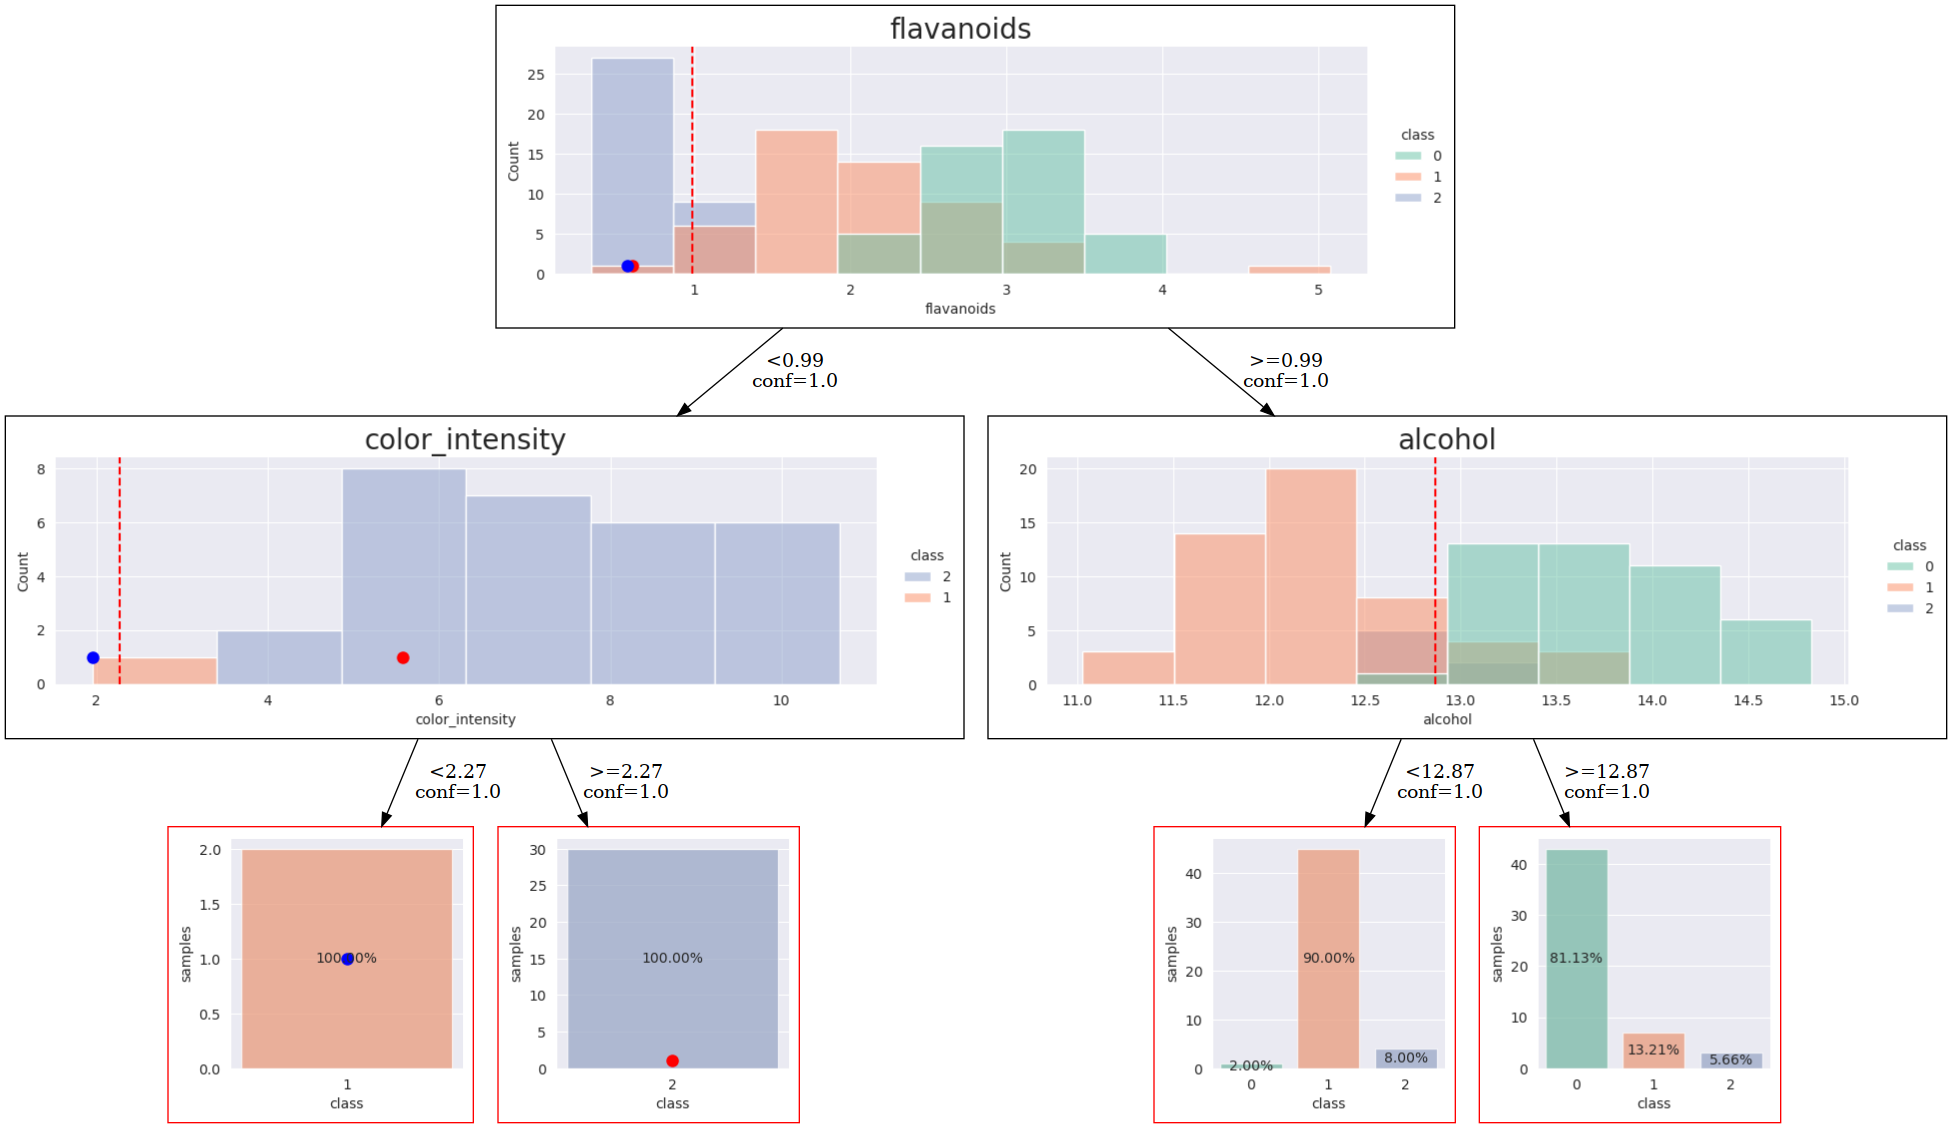 flavanoids
25
20
15
10
5
0
Count
1 2 3 4 5
flavanoids
class
0
1
2
<0.99
conf=1.0
>=0.99
conf=1.0
color_intensity
8
6
4
2
0
Count
2 4 6 8 10
color_intensity
class
2
1
alcohol
20
15
10
5
0
Count
11.0 11.5 12.0 12.5 13.0 13.5 14.0 14.5 15.0
alcohol
class
0
1
2
<2.27
conf=1.0
>=2.27
conf=1.0
<12.87
conf=1.0
>=12.87
conf=1.0
2.0
1.5
1.0
0.5
0.0
samples
100.00%
1
class
30
25
20
15
10
5
0
samples
100.00%
2
class
40
30
20
10
0
samples
2.00%
90.00%
8.00%
0 1 2
class
40
30
20
10
0
samples
81.13%
13.21%
5.66%
0 1 2
class